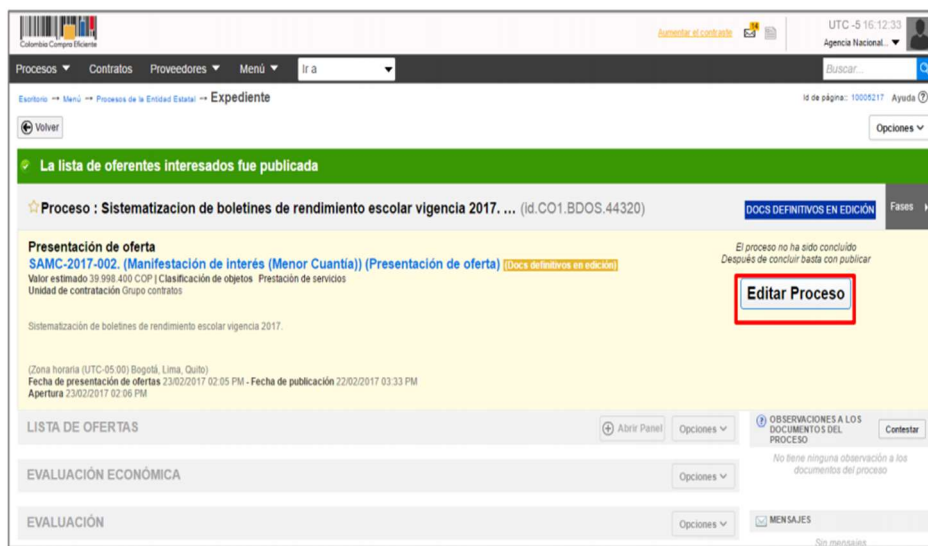 Colombia Compra Eficiente
Aumentar el contraste
14
UTC -5 16:12:33
Agencia Nacional... ▼
Procesos ▼ Contratos Proveedores ▼ Menú ▼ Ir a ▼ Buscar...
Escritorio → Menú → Procesos de la Entidad Estatal → Expediente
Id de página:: 10005217 Ayuda ?
Volver
Opciones
La lista de oferentes interesados fue publicada
Proceso : Sistematizacion de boletines de rendimiento escolar vigencia 2017. ... (id.CO1.BDOS.44320)
DOCS DEFINITIVOS EN EDICIÓN
Fases
Presentación de oferta
SAMC-2017-002. (Manifestación de interés (Menor Cuantía)) (Presentación de oferta) (Docs definitivos en edición)
Valor estimado 39.998.400 COP | Clasificación de objetos Prestación de servicios
Unidad de contratación Grupo contratos
El proceso no ha sido concluído
Después de concluir basta con publicar
Editar Proceso
Sistematización de boletines de rendimiento escolar vigencia 2017.
(Zona horaria (UTC-05:00) Bogotá, Lima, Quito)
Fecha de presentación de ofertas 23/02/2017 02:05 PM - Fecha de publicación 22/02/2017 03:33 PM
Apertura 23/02/2017 02:06 PM
LISTA DE OFERTAS
Abrir Panel
Opciones
EVALUACIÓN ECONÓMICA
Opciones
EVALUACIÓN
Opciones
OBSERVACIONES A LOS
DOCUMENTOS DEL
PROCESO
Contestar
No tiene ninguna observación a los
documentos del proceso
MENSAJES
Sin mensajes